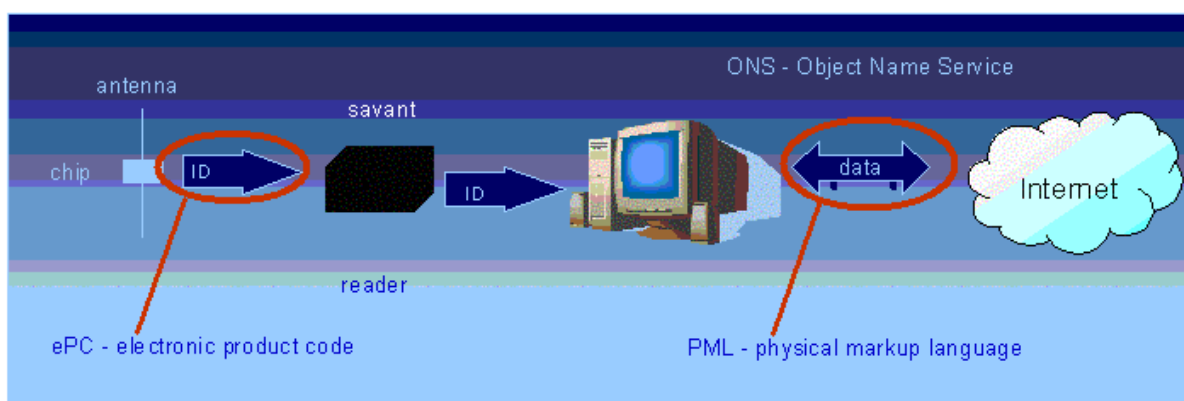 ONS - Object Name Service
antenna
savant
chip
ID
ID
data
Internet
reader
ePC - electronic product code
PML - physical markup language